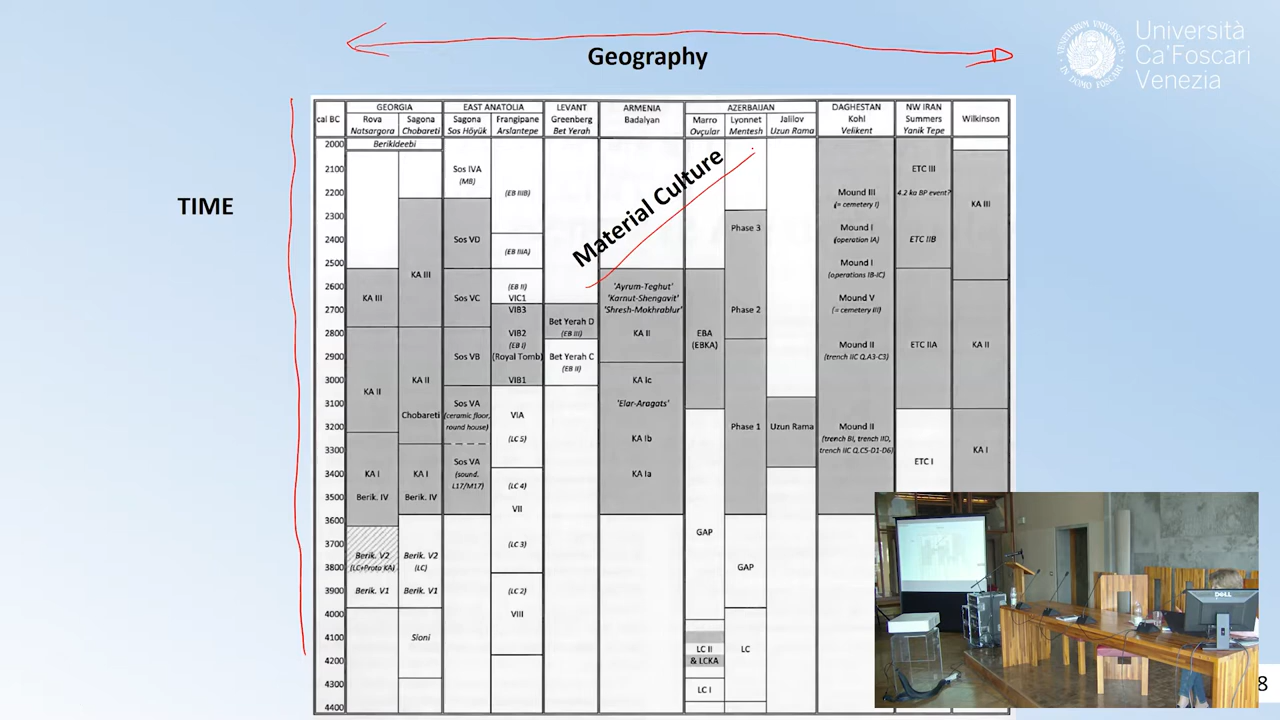 Università
Ca'Foscari
Venezia
Geography
TIME
Material Culture
cal BC
GEORGIA
Rova
Natsargora
Sagona
Chobareti
EAST ANATOLIA
Sagona
Sos Höyük
Frangipane
Arslantepe
LEVANT
Greenberg
Bet Yerah
ARMENIA
Badalyan
AZERBAIJAN
Marro
Ovçular
Lyonnet
Mentesh
Jalilov
Uzun Rama
DAGHESTAN
Kohl
Velikent
NW IRAN
Summers
Yanik Tepe
Wilkinson
2000
2100
2200
2300
2400
2500
2600
2700
2800
2900
3000
3100
3200
3300
3400
3500
3600
3700
3800
3900
4000
4100
4200
4300
4400
Berikldeebi
KA III
KA II
KA I
Berik. IV
Berik. V2
(LC+Proto KA)
Berik. V1
KA III
KA II
Chobareti
KA I
Berik. IV
Berik. V2
(LC)
Berik. V1
Sioni
Sos IVA
(MB)
Sos VD
Sos VC
Sos VB
Sos VA
(ceramic floor,
round house)
Sos VA
(sound.
L17/M17)
(EB IIIB)
(EB IIIA)
(EB II)
VIC1
VIB3
VIB2
(EB I)
(Royal Tomb)
VIB1
VIA
(LC 5)
(LC 4)
VII
(LC 3)
(LC 2)
VIII
Bet Yerah D
(EB III)
Bet Yerah C
(EB II)
'Ayrum-Teghut'
'Karnut-Shengavit'
'Shresh-Mokhrablur'
KA II
KA Ic
'Elar-Aragats'
KA Ib
KA Ia
EBA
(EBKA)
GAP
LC II
& LCKA
LC I
Phase 3
Phase 2
Phase 1
GAP
LC
Uzun Rama
Mound III
(= cemetery I)
Mound I
(operation IA)
Mound I
(operations IB-IC)
Mound V
(= cemetery III)
Mound II
(trench IIC Q,A3-C3)
Mound II
(trench BI, trench IID,
trench IIC Q,C5-D1-D6)
ETC III
4.2 ka BP event?
ETC IIB
ETC IIA
ETC I
KA III
KA II
KA I
DELL
8